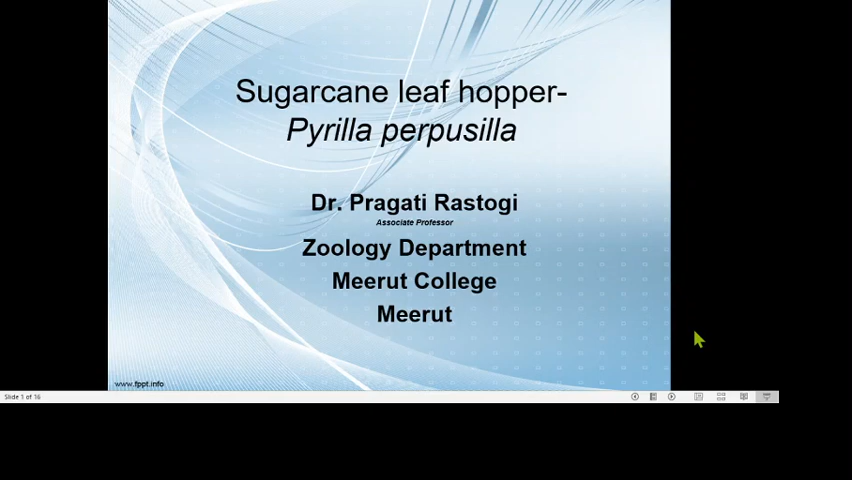 Sugarcane leaf hopper-
Pyrilla perpusilla
Dr. Pragati Rastogi
Associate Professor
Zoology Department
Meerut College
Meerut
www.fppt.info
Slide 1 of 16